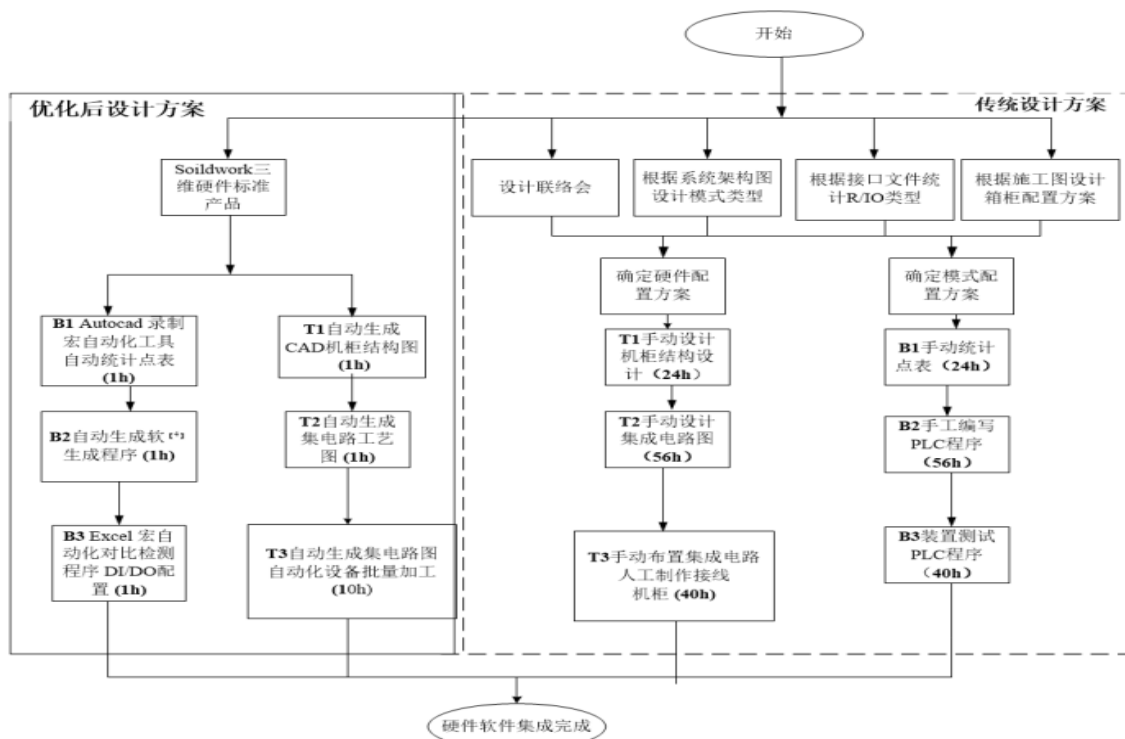 开始
优化后设计方案
传统设计方案
Soildwork三
维硬件标准
产品
设计联络会
根据系统架构图
设计模式类型
根据接口文件统
计R/IO类型
根据施工图设计
箱柜配置方案
确定硬件配
置方案
确定模式配
置方案
B1 Autocad 录制
宏自动化工具
自动统计点表
(1h)
T1自动生成
CAD机柜结构图
(1h)
T1手动设计
机柜结构设
计（24h）
B1手动统计
点表（24h）
B2自动生成软[4]
生成程序 (1h)
T2自动生成
集电路工艺
图 (1h)
T2手动设计
集成电路图
（56h）
B2手工编写
PLC程序
（56h）
B3 Excel 宏自
动化对比检测
程序 DI/DO配
置 (1h)
T3自动生成集电路图
自动化设备批量加工
(10h)
T3手动布置集成电路
人工制作接线
机柜 (40h)
B3装置测试
PLC程序
（40h）
硬件软件集成完成